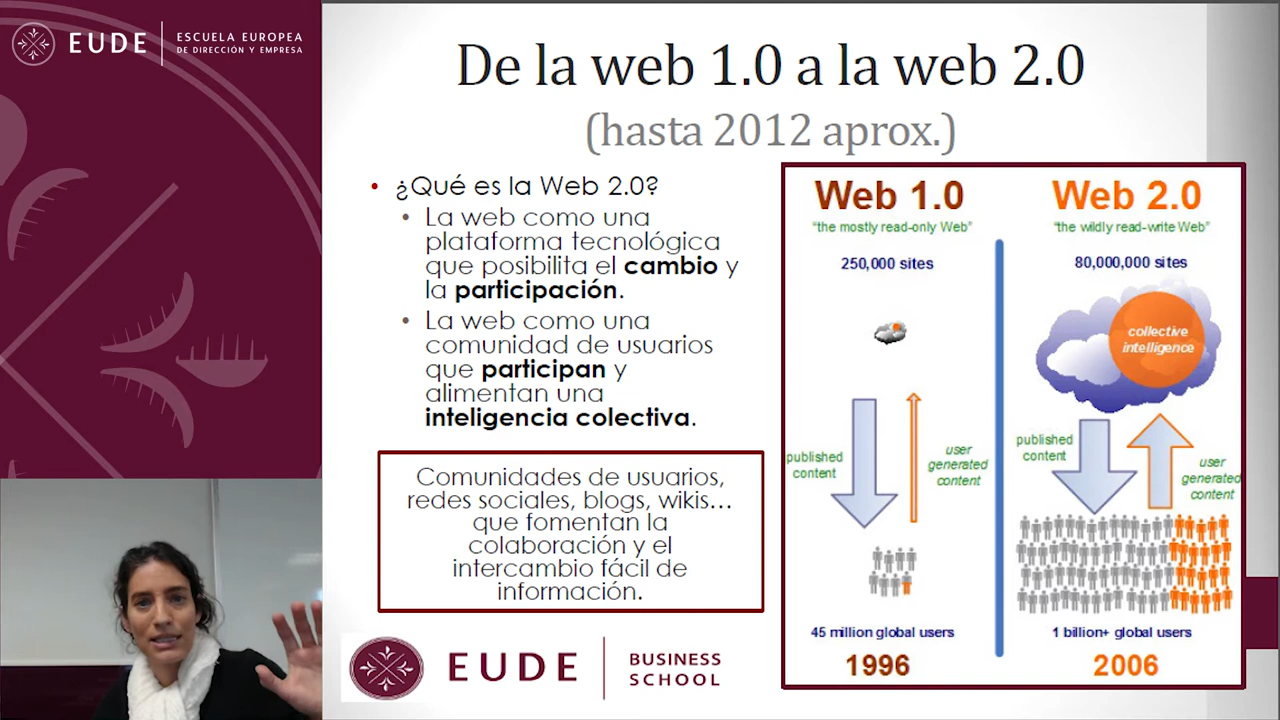 EUDE
ESCUELA EUROPEA
DE DIRECCIÓN Y EMPRESA
De la web 1.0 a la web 2.0
(hasta 2012 aprox.)
• ¿Qué es la Web 2.0?
• La web como una
plataforma tecnológica
que posibilita el cambio y
la participación.
• La web como una
comunidad de usuarios
que participan y
alimentan una
inteligencia colectiva.
Comunidades de usuarios,
redes sociales, blogs, wikis...
que fomentan la
colaboración y el
intercambio fácil de
información.
Web 1.0
"the mostly read-only Web"
250,000 sites
published
content
user
generated
content
45 million global users
1996
Web 2.0
"the wildly read-write Web"
80,000,000 sites
collective
intelligence
published
content
user
generated
content
1 billion+ global users
2006
EUDE
BUSINESS
SCHOOL